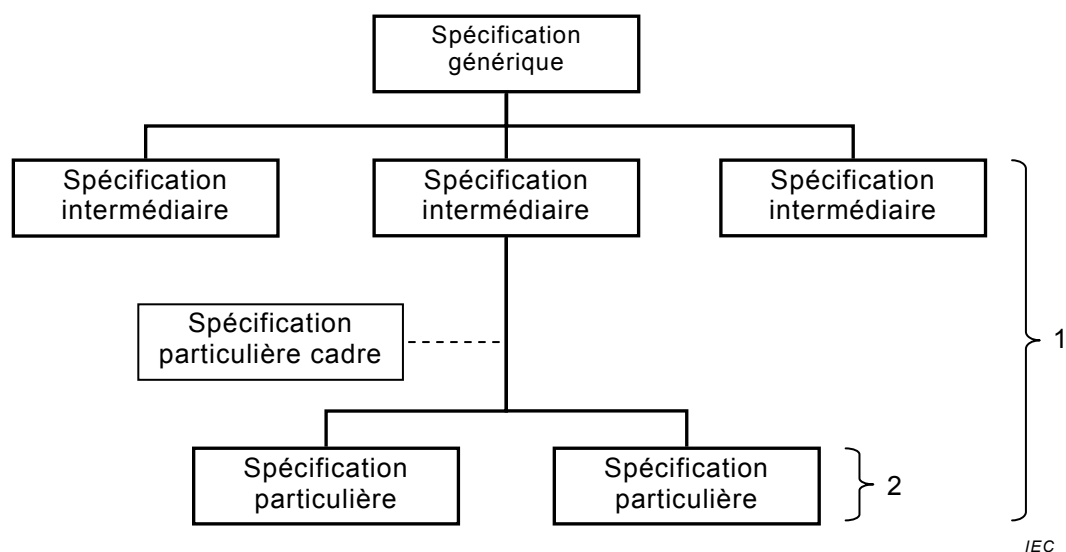 Spécification
générique
Spécification
intermédiaire
Spécification
intermédiaire
Spécification
intermédiaire
Spécification
particulière cadre
1
Spécification
particulière
Spécification
particulière
2
IEC